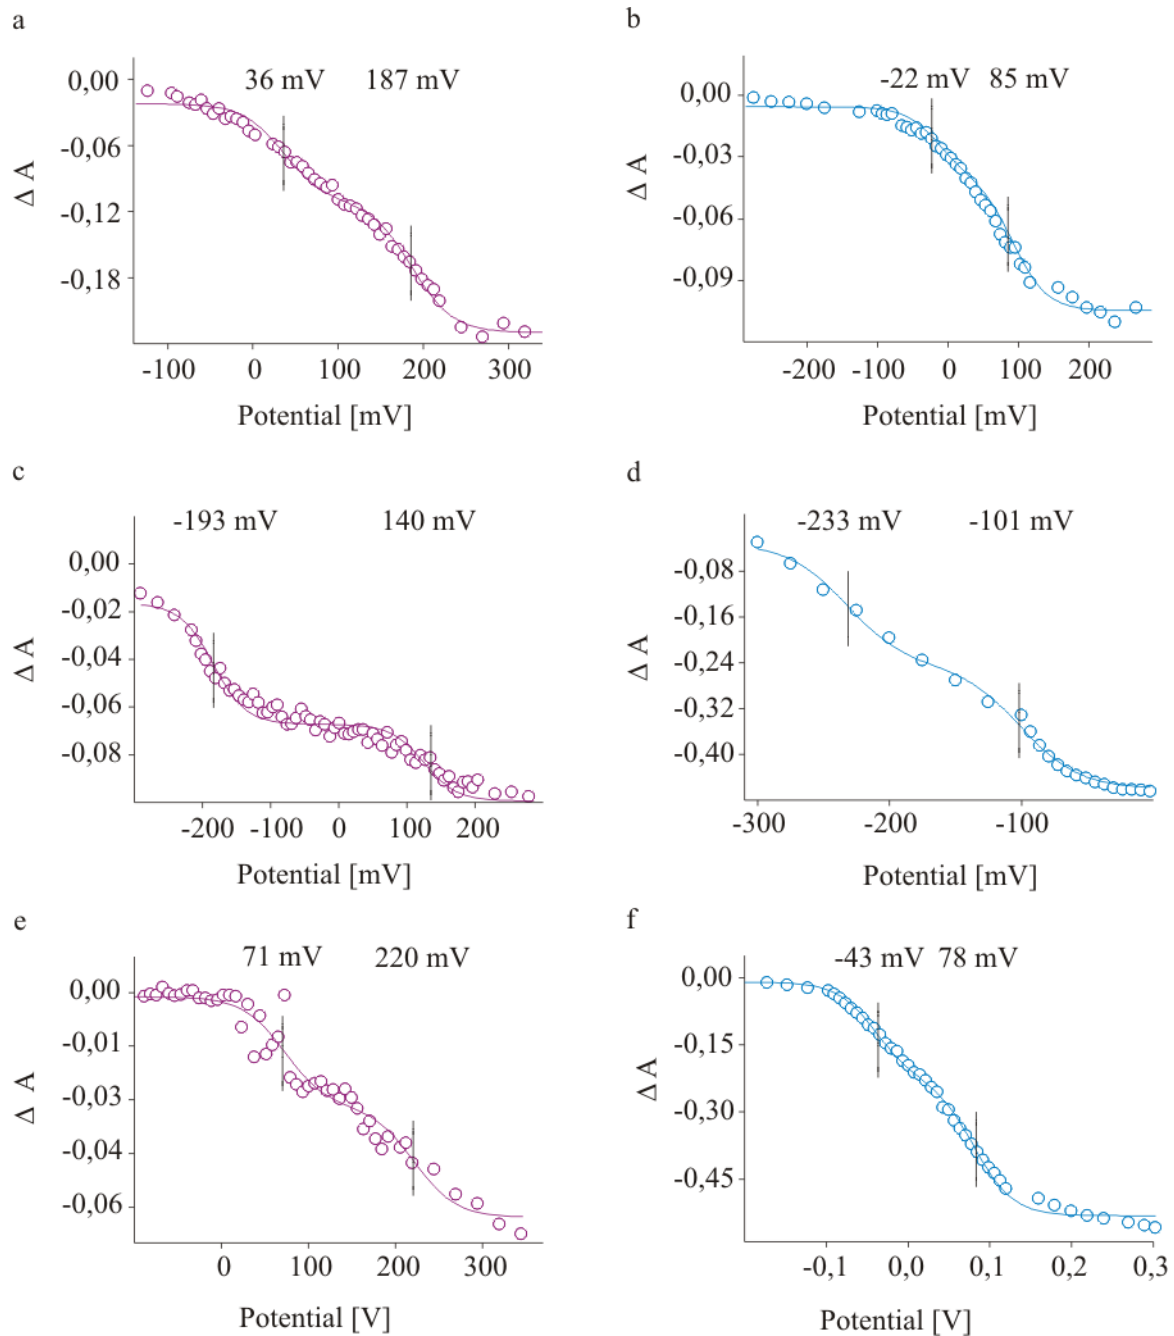 a
36 mV 187 mV
0,00
-0,06
-0,12
-0,18
Δ A
-100 0 100 200 300
Potential [mV]
b
-22 mV 85 mV
0,00
-0,03
-0,06
-0,09
Δ A
-200 -100 0 100 200
Potential [mV]
c
-193 mV 140 mV
0,00
-0,02
-0,04
-0,06
-0,08
Δ A
-200 -100 0 100 200
Potential [mV]
d
-233 mV -101 mV
-0,08
-0,16
-0,24
-0,32
-0,40
Δ A
-300 -200 -100
Potential [mV]
e
71 mV 220 mV
0,00
-0,01
-0,03
-0,04
-0,06
Δ A
0 100 200 300
Potential [V]
f
-43 mV 78 mV
0,00
-0,15
-0,30
-0,45
Δ A
-0,1 0,0 0,1 0,2 0,3
Potential [V]